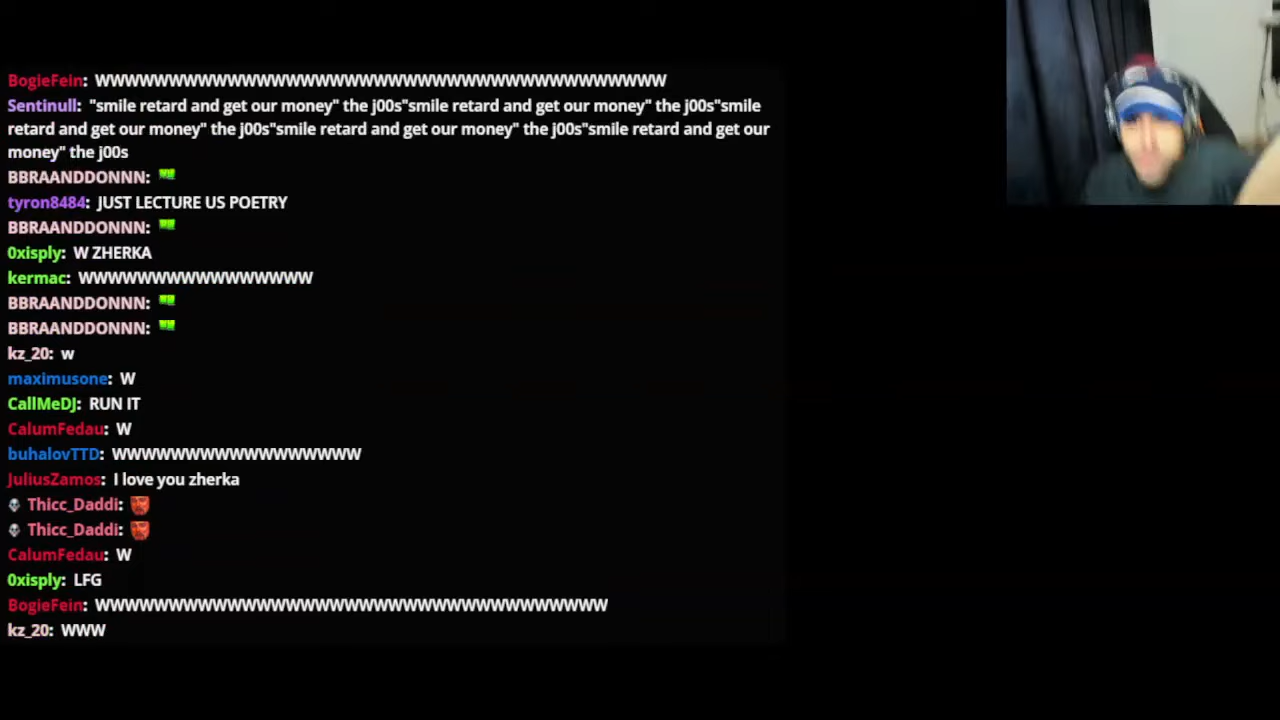 BogieFein: WWWWWWWWWWWWWWWWWWWWWWWWWWWWWWWWWWWWWWW
Sentinull: "smile retard and get our money" the j00s"smile retard and get our money" the j00s"smile
retard and get our money" the j00s"smile retard and get our money" the j00s"smile retard and get our
money" the j00s
BBRAANDDONNN:
tyron8484: JUST LECTURE US POETRY
BBRAANDDONNN:
0xisply: W ZHERKA
kermac: WWWWWWWWWWWWWWWW
BBRAANDDONNN:
BBRAANDDONNN:
kz_20: w
maximusone: W
CallMeDJ: RUN IT
CalumFedau: W
buhalovTTD: WWWWWWWWWWWWWWWWW
JuliusZamos: I love you zherka
Thicc_Daddi:
Thicc_Daddi:
CalumFedau: W
0xisply: LFG
BogieFein: WWWWWWWWWWWWWWWWWWWWWWWWWWWWWWWWWWW
kz_20: WWW